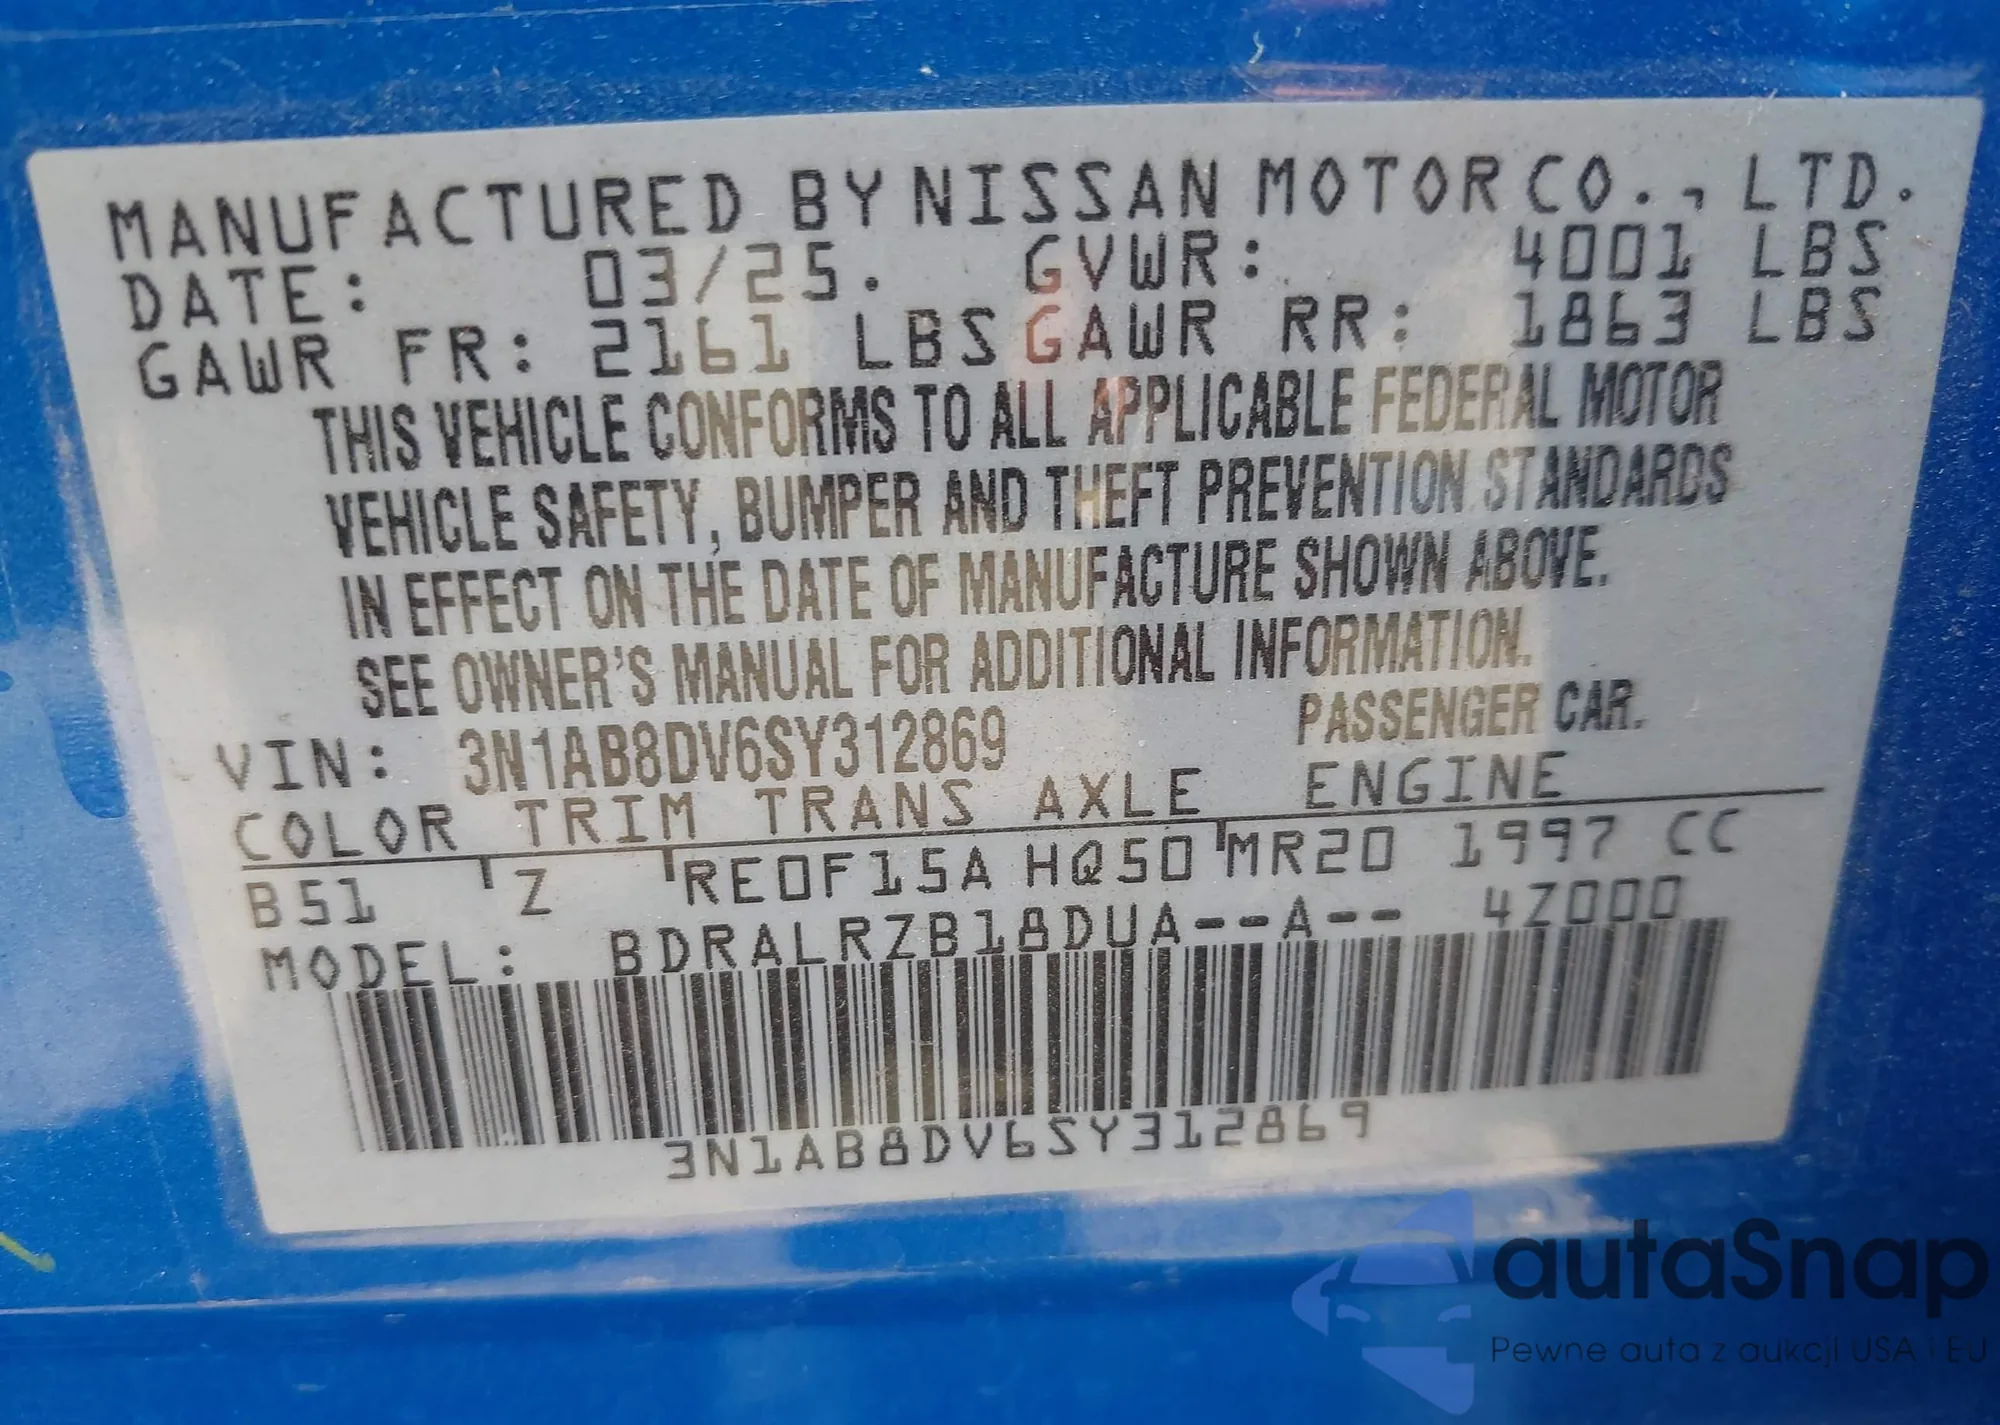 MANUFACTURED BY NISSAN MOTOR CO., LTD.
DATE: 03/25. GVWR: 4001 LBS
GAWR FR: 2161 LBS GAWR RR: 1863 LBS
THIS VEHICLE CONFORMS TO ALL APPLICABLE FEDERAL MOTOR
VEHICLE SAFETY, BUMPER AND THEFT PREVENTION STANDARDS
IN EFFECT ON THE DATE OF MANUFACTURE SHOWN ABOVE.
SEE OWNER'S MANUAL FOR ADDITIONAL INFORMATION.
VIN: 3N1AB8DV6SY312869 PASSENGER CAR.
COLOR TRIM TRANS AXLE ENGINE
B51 Z RE0F15A HQ50 MR20 1997 CC
MODEL: BDRALRZB18DUA--A-- 4Z000
3N1AB8DV6SY312869
autaSnap
Pewne auta z aukcji USA i EU